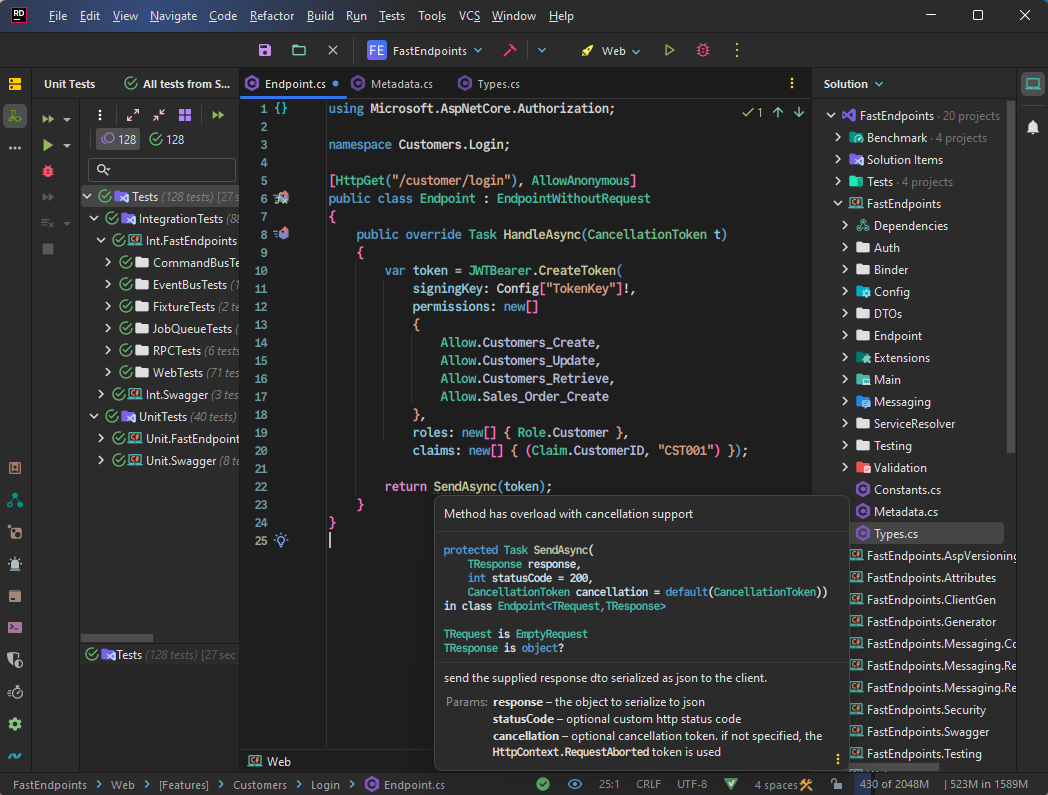 RD File Edit View Navigate Code Refactor Build Run Tests Tools VCS Window Help
FE FastEndpoints Web
Unit Tests All tests from S...
128 128
Tests (128 tests) [27 s
IntegrationTests (88
Int.FastEndpoints
CommandBusTe
EventBusTests (1
FixtureTests (2 te
JobQueueTests
RPCTests (6 tests
WebTests (71 tes
Int.Swagger (3 tes
UnitTests (40 tests)
Unit.FastEndpoint
Unit.Swagger (8 te
Tests (128 tests) [27 sec
Endpoint.cs Metadata.cs Types.cs
1 using Microsoft.AspNetCore.Authorization;
2
3 namespace Customers.Login;
4
5 [HttpGet("/customer/login"), AllowAnonymous]
6 public class Endpoint : EndpointWithoutRequest
7 {
8 public override Task HandleAsync(CancellationToken t)
9 {
10 var token = JWTBearer.CreateToken(
11 signingKey: Config["TokenKey"]!,
12 permissions: new[]
13 {
14 Allow.Customers_Create,
15 Allow.Customers_Update,
16 Allow.Customers_Retrieve,
17 Allow.Sales_Order_Create
18 },
19 roles: new[] { Role.Customer },
20 claims: new[] { (Claim.CustomerID, "CST001") });
21
22 return SendAsync(token);
23 }
24 }
25
1
Method has overload with cancellation support
protected Task SendAsync(
TResponse response,
int statusCode = 200,
CancellationToken cancellation = default(CancellationToken))
in class Endpoint<TRequest,TResponse>
TRequest is EmptyRequest
TResponse is object?
send the supplied response dto serialized as json to the client.
Params: response – the object to serialize to json
statusCode – optional custom http status code
cancellation – optional cancellation token. if not specified, the
HttpContext.RequestAborted token is used
Web
Solution
FastEndpoints · 20 projects
Benchmark · 4 projects
Solution Items
Tests · 4 projects
FastEndpoints
Dependencies
Auth
Binder
Config
DTOs
Endpoint
Extensions
Main
Messaging
ServiceResolver
Testing
Validation
Constants.cs
Metadata.cs
Types.cs
FastEndpoints.AspVersioning
FastEndpoints.Attributes
FastEndpoints.ClientGen
FastEndpoints.Generator
FastEndpoints.Messaging.Co
FastEndpoints.Messaging.Re
FastEndpoints.Messaging.Re
FastEndpoints.Security
FastEndpoints.Swagger
FastEndpoints.Testing
FastEndpoints Web [Features] Customers Login Endpoint.cs 25:1 CRLF UTF-8 4 spaces 430 of 2048M 523M in 1589M